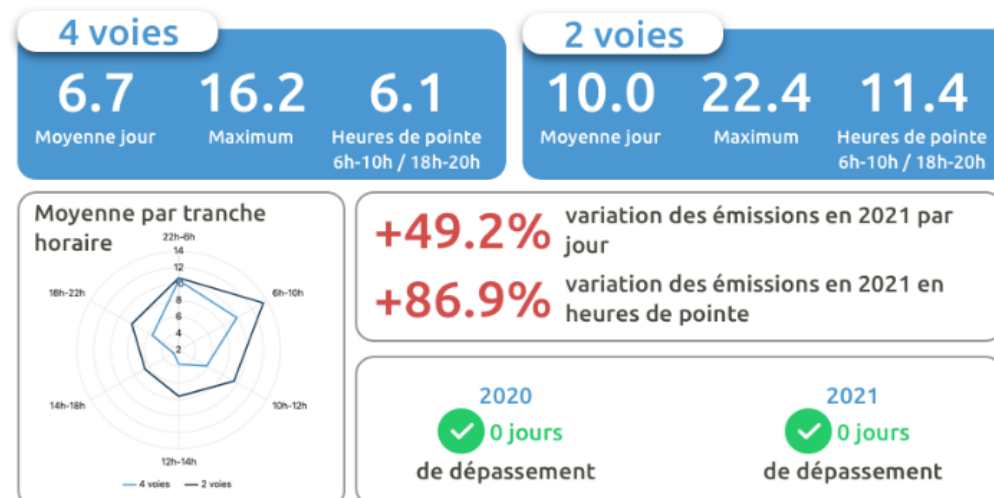 4 voies
6.7 16.2 6.1
Moyenne jour Maximum Heures de pointe
6h-10h / 18h-20h
2 voies
10.0 22.4 11.4
Moyenne jour Maximum Heures de pointe
6h-10h / 18h-20h
Moyenne par tranche
horaire
22h-6h
14
12
10
8
6
4
2
6h-10h
10h-12h
12h-14h
14h-18h
18h-22h
4 voies 2 voies
+49.2% variation des émissions en 2021 par
jour
+86.9% variation des émissions en 2021 en
heures de pointe
2020
0 jours
de dépassement
2021
0 jours
de dépassement